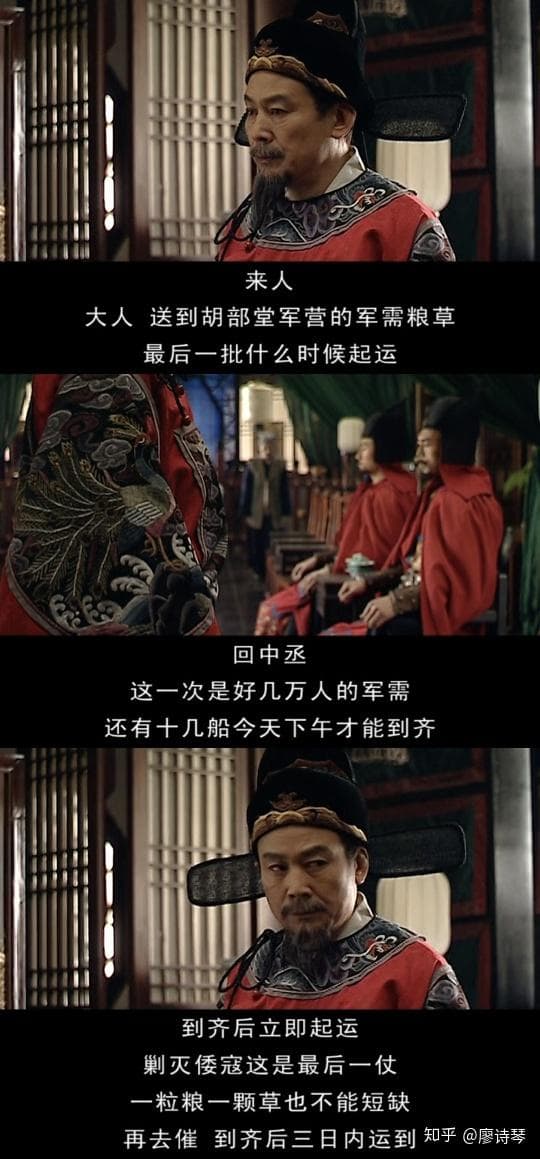 来人
大人 送到胡部堂军营的军需粮草
最后一批什么时候起运
回中丞
这一次是好几万人的军需
还有十几船今天下午才能到齐
到齐后立即起运
剿灭倭寇这是最后一仗
一粒粮一颗草也不能短缺
再去催 到齐后三日内运到
知乎 @廖诗琴